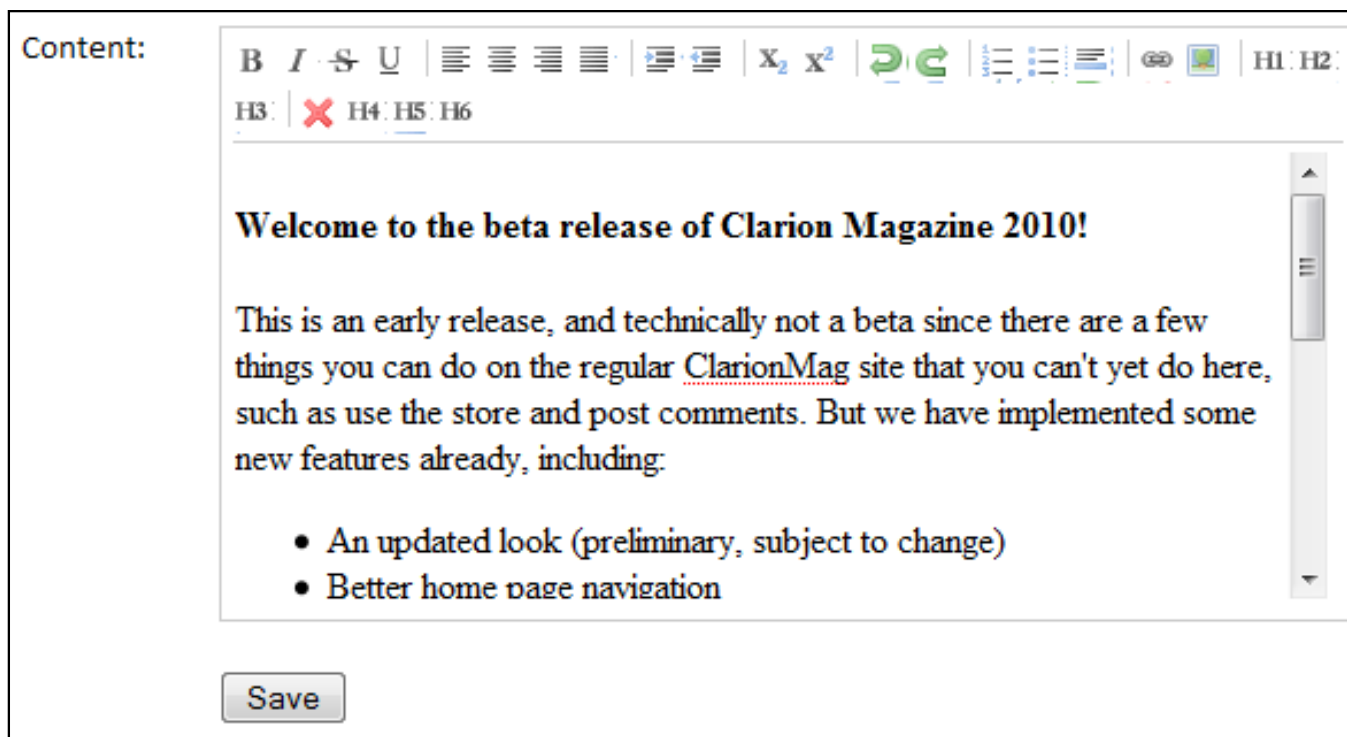 Content:
B I S U X2 X2 H1 H2
H3 H4 H5 H6
Welcome to the beta release of Clarion Magazine 2010!
This is an early release, and technically not a beta since there are a few
things you can do on the regular ClarionMag site that you can't yet do here,
such as use the store and post comments. But we have implemented some
new features already, including:
• An updated look (preliminary, subject to change)
• Better home page navigation
Save